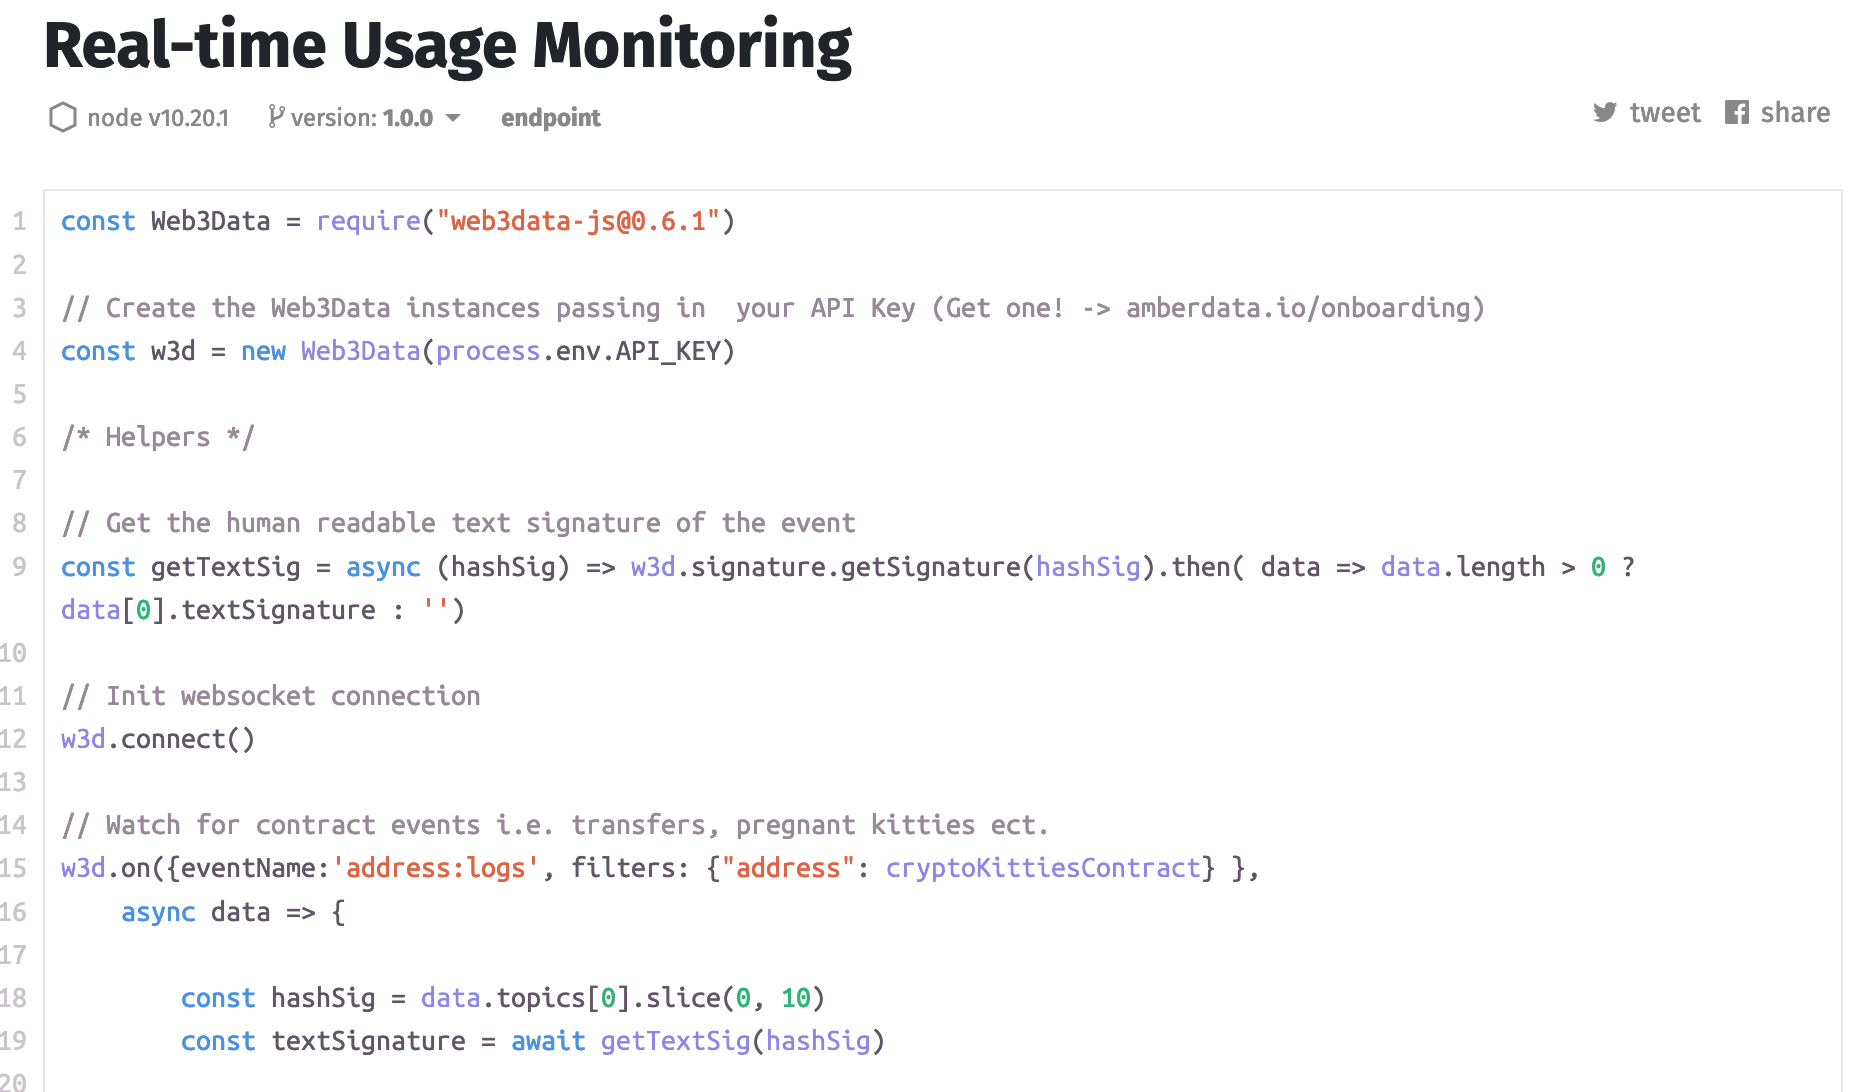 Real-time Usage Monitoring
node v10.20.1 version: 1.0.0 endpoint tweet share
1 const Web3Data = require("web3data-js@0.6.1")
2
3 // Create the Web3Data instances passing in  your API Key (Get one! -> amberdata.io/onboarding)
4 const w3d = new Web3Data(process.env.API_KEY)
5
6 /* Helpers */
7
8 // Get the human readable text signature of the event
9 const getTextSig = async (hashSig) => w3d.signature.getSignature(hashSig).then( data => data.length > 0 ?
data[0].textSignature : '')
10
11 // Init websocket connection
12 w3d.connect()
13
14 // Watch for contract events i.e. transfers, pregnant kitties ect.
15 w3d.on({eventName:'address:logs', filters: {"address": cryptoKittiesContract} },
16     async data => {
17
18         const hashSig = data.topics[0].slice(0, 10)
19         const textSignature = await getTextSig(hashSig)
20